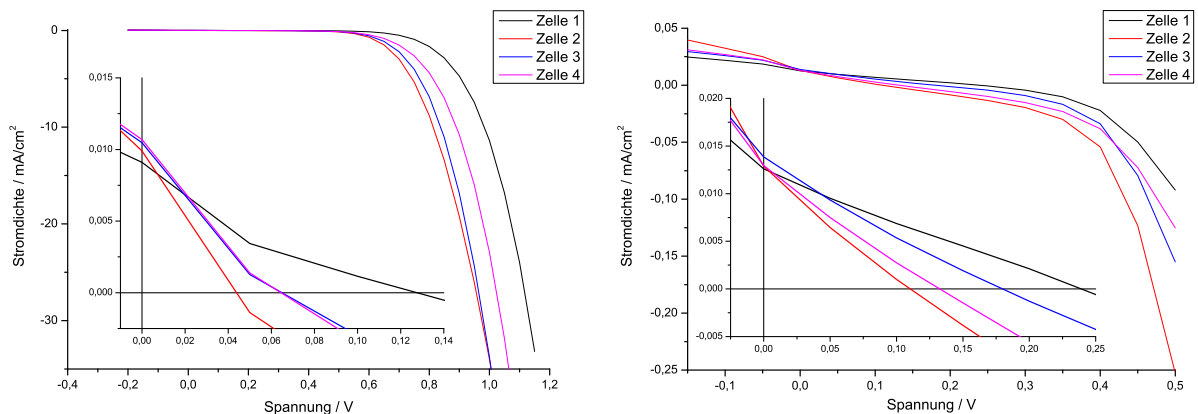 Zelle 1
Zelle 2
Zelle 3
Zelle 4
0
-10
-20
-30
Stromdichte / mA/cm²
0,015
0,010
0,005
0,000
0,00 0,02 0,04 0,06 0,08 0,10 0,12 0,14
-0,4 -0,2 0,0 0,2 0,4 0,6 0,8 1,0 1,2
Spannung / V
Zelle 1
Zelle 2
Zelle 3
Zelle 4
0,05
0,00
-0,05
-0,10
-0,15
-0,20
-0,25
Stromdichte / mA/cm²
0,020
0,015
0,010
0,005
0,000
-0,005
0,00 0,05 0,10 0,15 0,20 0,25
-0,1 0,0 0,1 0,2 0,3 0,4 0,5
Spannung / V